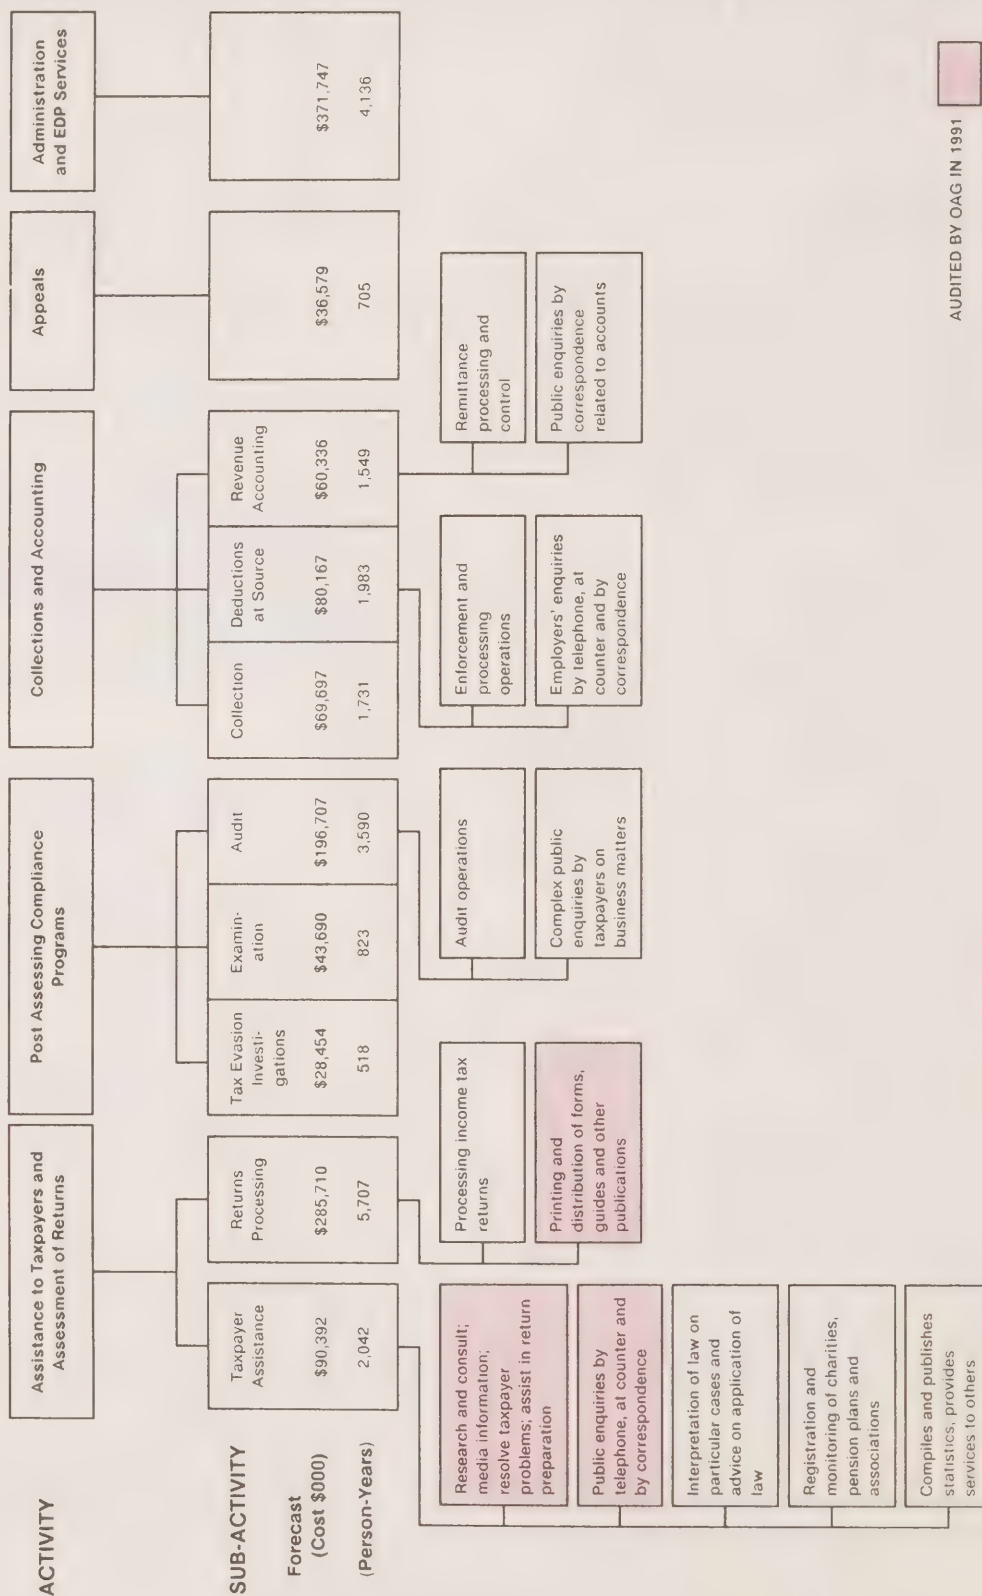 ACTIVITY
Assistance to Taxpayers and
Assessment of Returns
Post Assessing Compliance
Programs
Collections and Accounting
Appeals
Administration
and EDP Services
SUB-ACTIVITY
Forecast
(Cost $000)
(Person-Years)
Taxpayer
Assistance
$90,392
2,042
Returns
Processing
$285,710
5,707
Tax Evasion
Investi-
gations
$28,454
518
Examin-
ation
$43,690
823
Audit
$196,707
3,590
Collection
$69,697
1,731
Deductions
at Source
$80,167
1,983
Revenue
Accounting
$60,336
1,549
$36,579
705
$371,747
4,136
Research and consult;
media information;
resolve taxpayer
problems; assist in return
preparation
Public enquiries by
telephone, at counter and
by correspondence
Interpretation of law on
particular cases and
advice on application of
law
Registration and
monitoring of charities,
pension plans and
associations
Compiles and publishes
statistics, provides
services to others
Processing income tax
returns
Printing and
distribution of forms,
guides and other
publications
Audit operations
Complex public
enquiries by
taxpayers on
business matters
Enforcement and
processing
operations
Employers' enquiries
by telephone, at
counter and by
correspondence
Remittance
processing and
control
Public enquiries by
correspondence
related to accounts
AUDITED BY OAG IN 1991